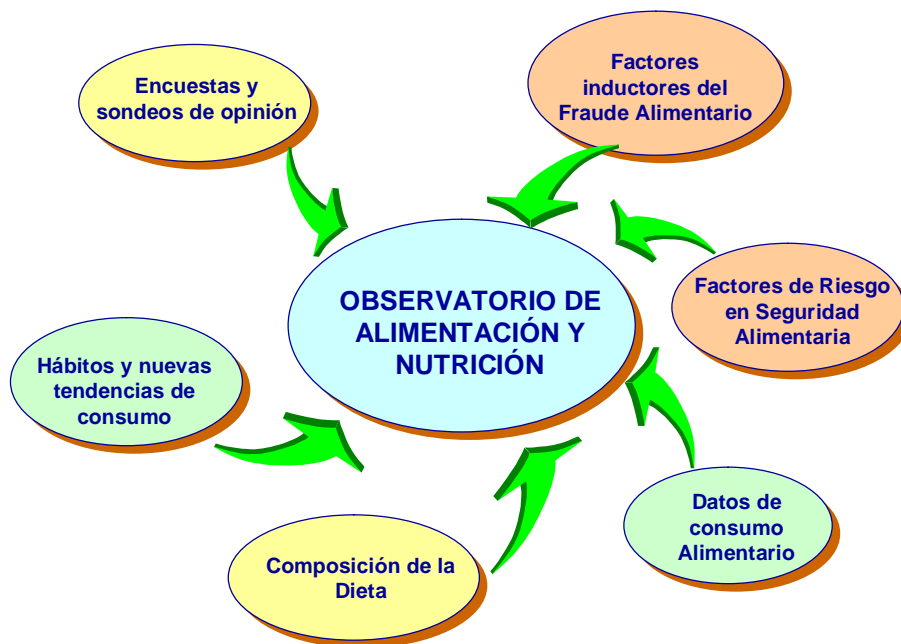 Encuestas y
sondeos de opinión
Factores
inductores del
Fraude Alimentario
OBSERVATORIO DE
ALIMENTACIÓN Y
NUTRICIÓN
Factores de Riesgo
en Seguridad
Alimentaria
Hábitos y nuevas
tendencias de
consumo
Datos de
consumo
Alimentario
Composición de la
Dieta